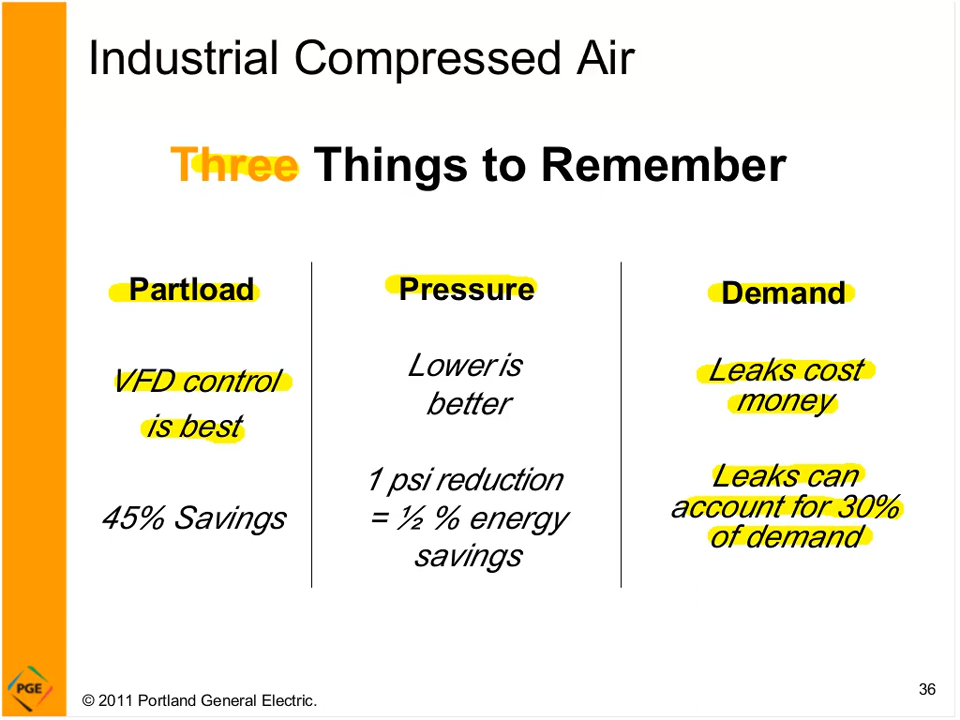 Industrial Compressed Air
Three Things to Remember
Partload
VFD control
is best
45% Savings
Pressure
Lower is
better
1 psi reduction
= ½ % energy
savings
Demand
Leaks cost
money
Leaks can
account for 30%
of demand
PGE
© 2011 Portland General Electric.
36